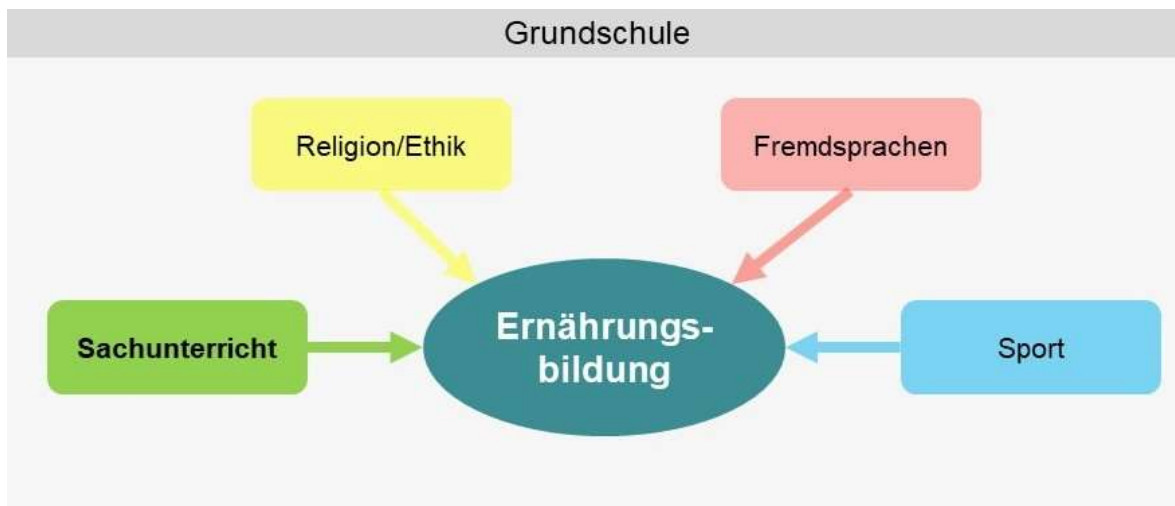 Grundschule
Religion/Ethik
Fremdsprachen
Sachunterricht
Ernährungs-
bildung
Sport